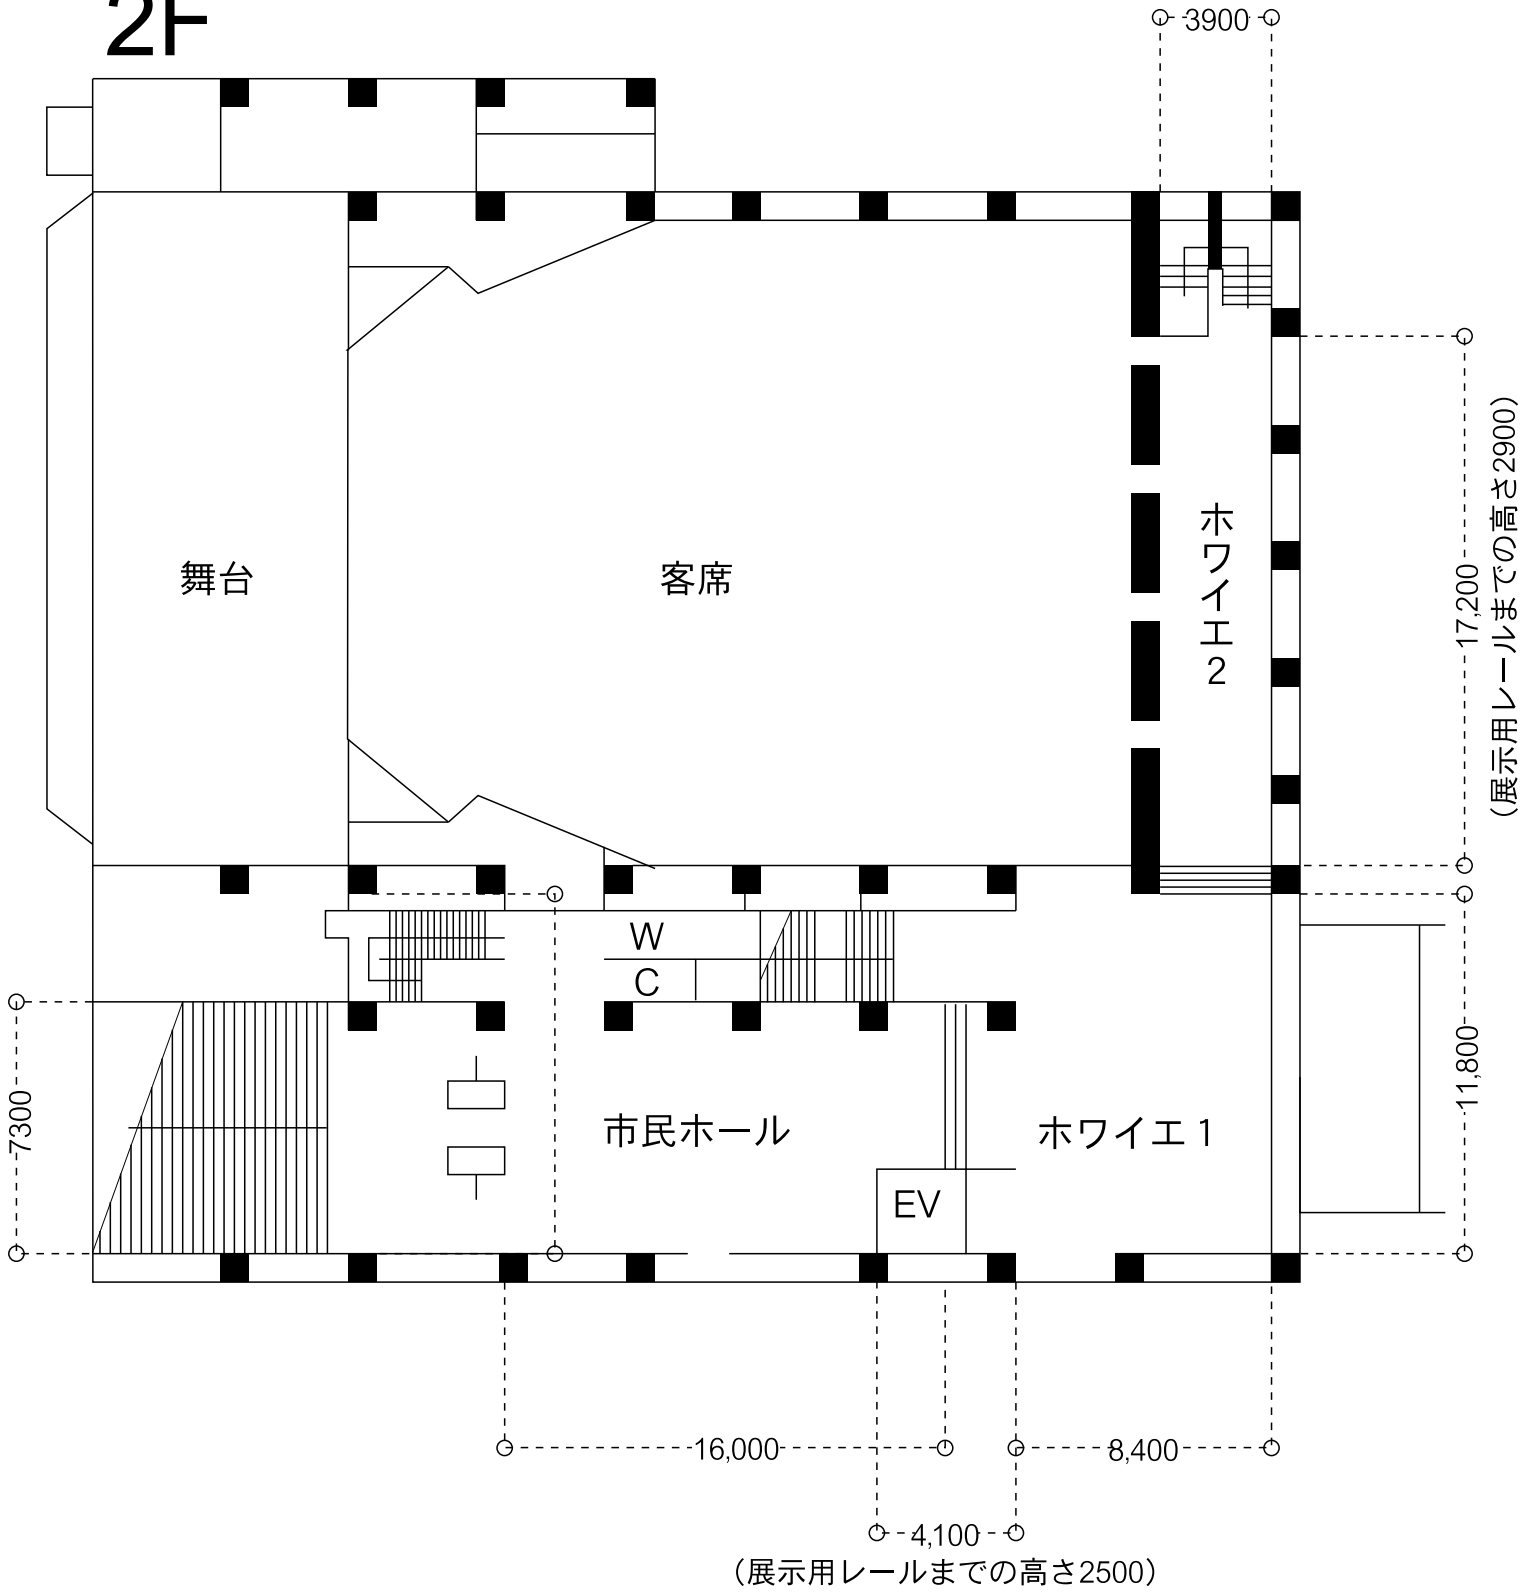 2F
3900
舞台
客席
ホワイエ2
17,200
(展示用レールまでの高さ2900)
W
C
7300
市民ホール
ホワイエ1
11,800
EV
16,000
8,400
4,100
(展示用レールまでの高さ2500)